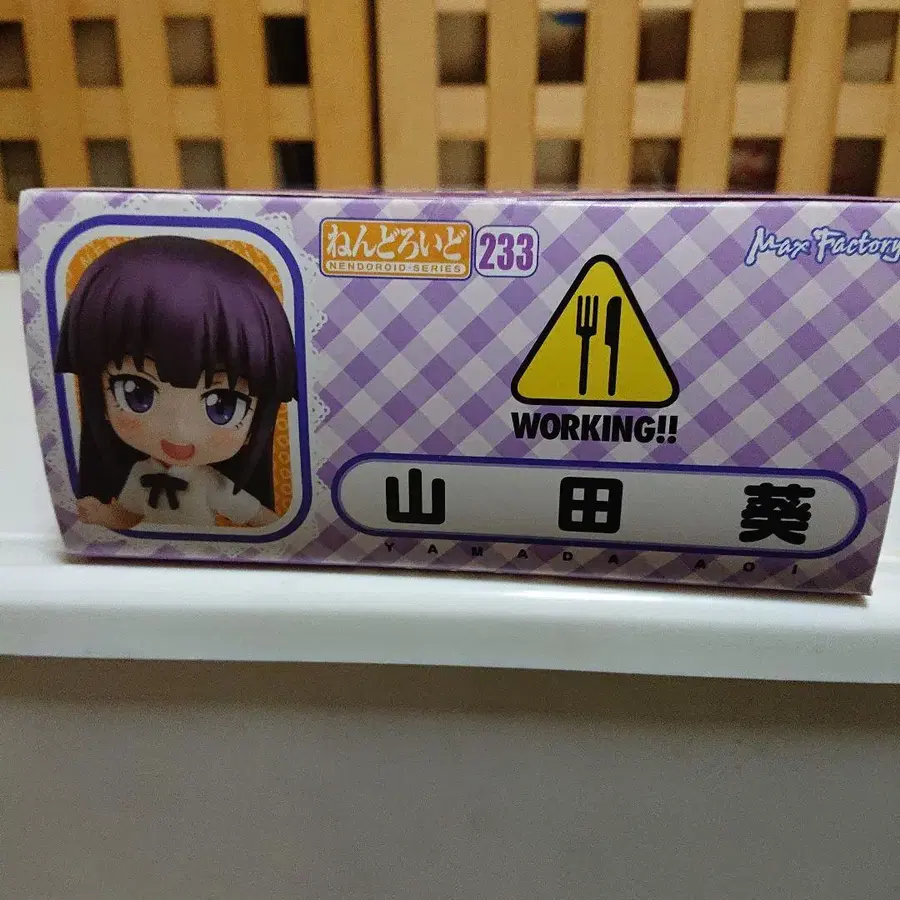 ねんどろいど 233
NENDOROID SERIES
Max Factory
WORKING!!
山田葵
YAMADA AOI